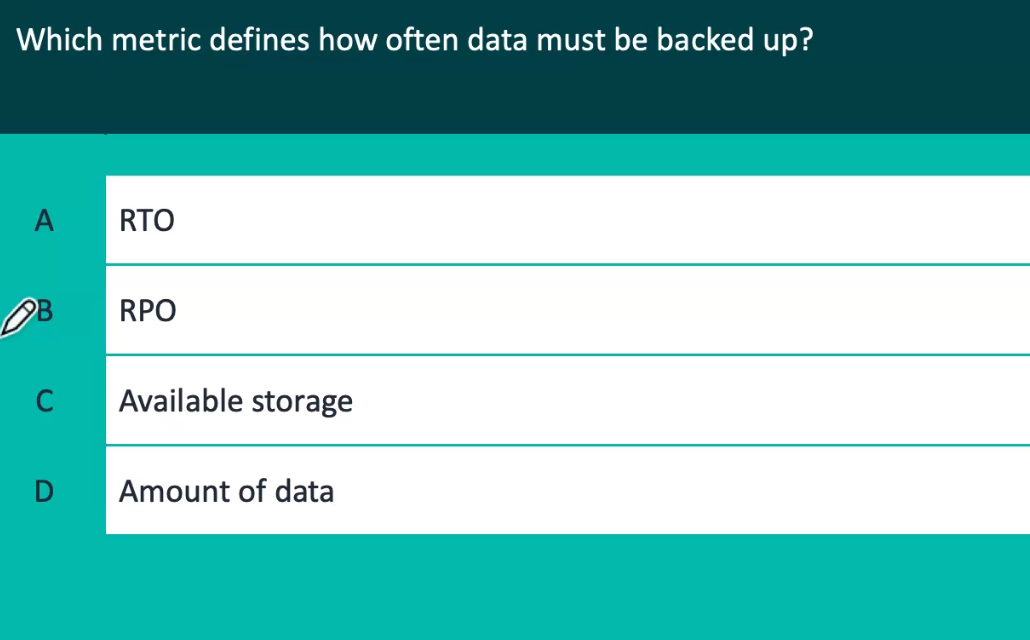 Which metric defines how often data must be backed up?
A RTO
B RPO
C Available storage
D Amount of data